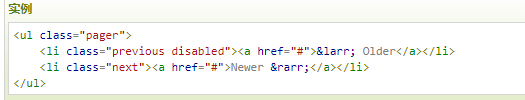 实例
<ul class="pager">
    <li class="previous disabled"><a href="#">&larr; Older</a></li>
    <li class="next"><a href="#">Newer &rarr;</a></li>
</ul>